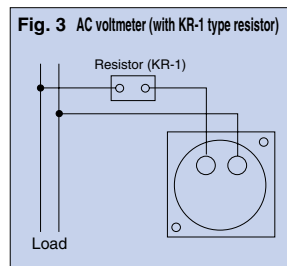 Fig. 3 AC voltmeter (with KR-1 type resistor)
Resistor (KR-1)
Load